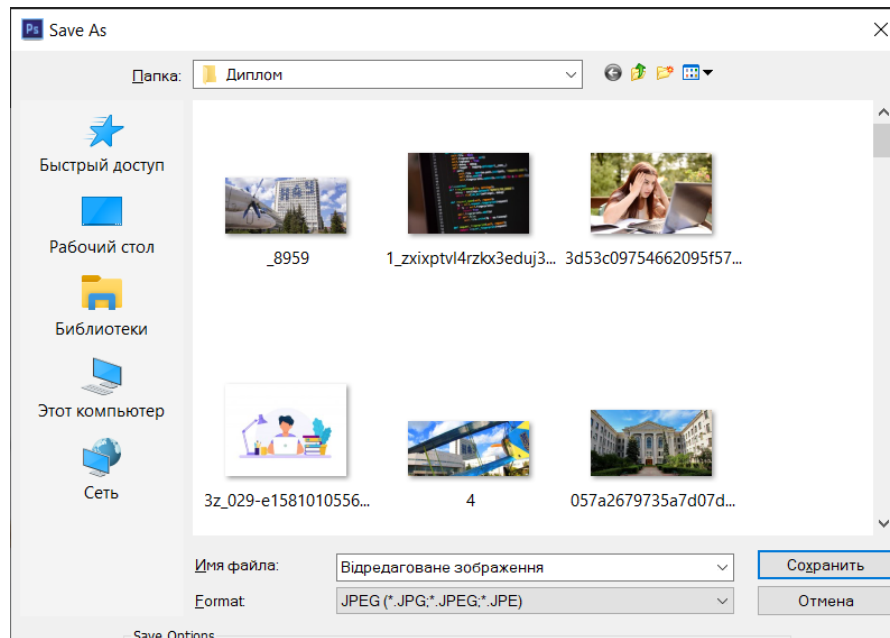 Ps Save As
Папка: Диплом
Быстрый доступ
Рабочий стол
Библиотеки
Этот компьютер
Сеть
_8959
1_zxixptvl4rzkx3eduj3...
3d53c09754662095f57...
3z_029-e1581010556...
4
057a2679735a7d07d...
Имя файла: Відредаговане зображення
Сохранить
Format: JPEG (*.JPG;*.JPEG;*.JPE)
Отмена
Save Options